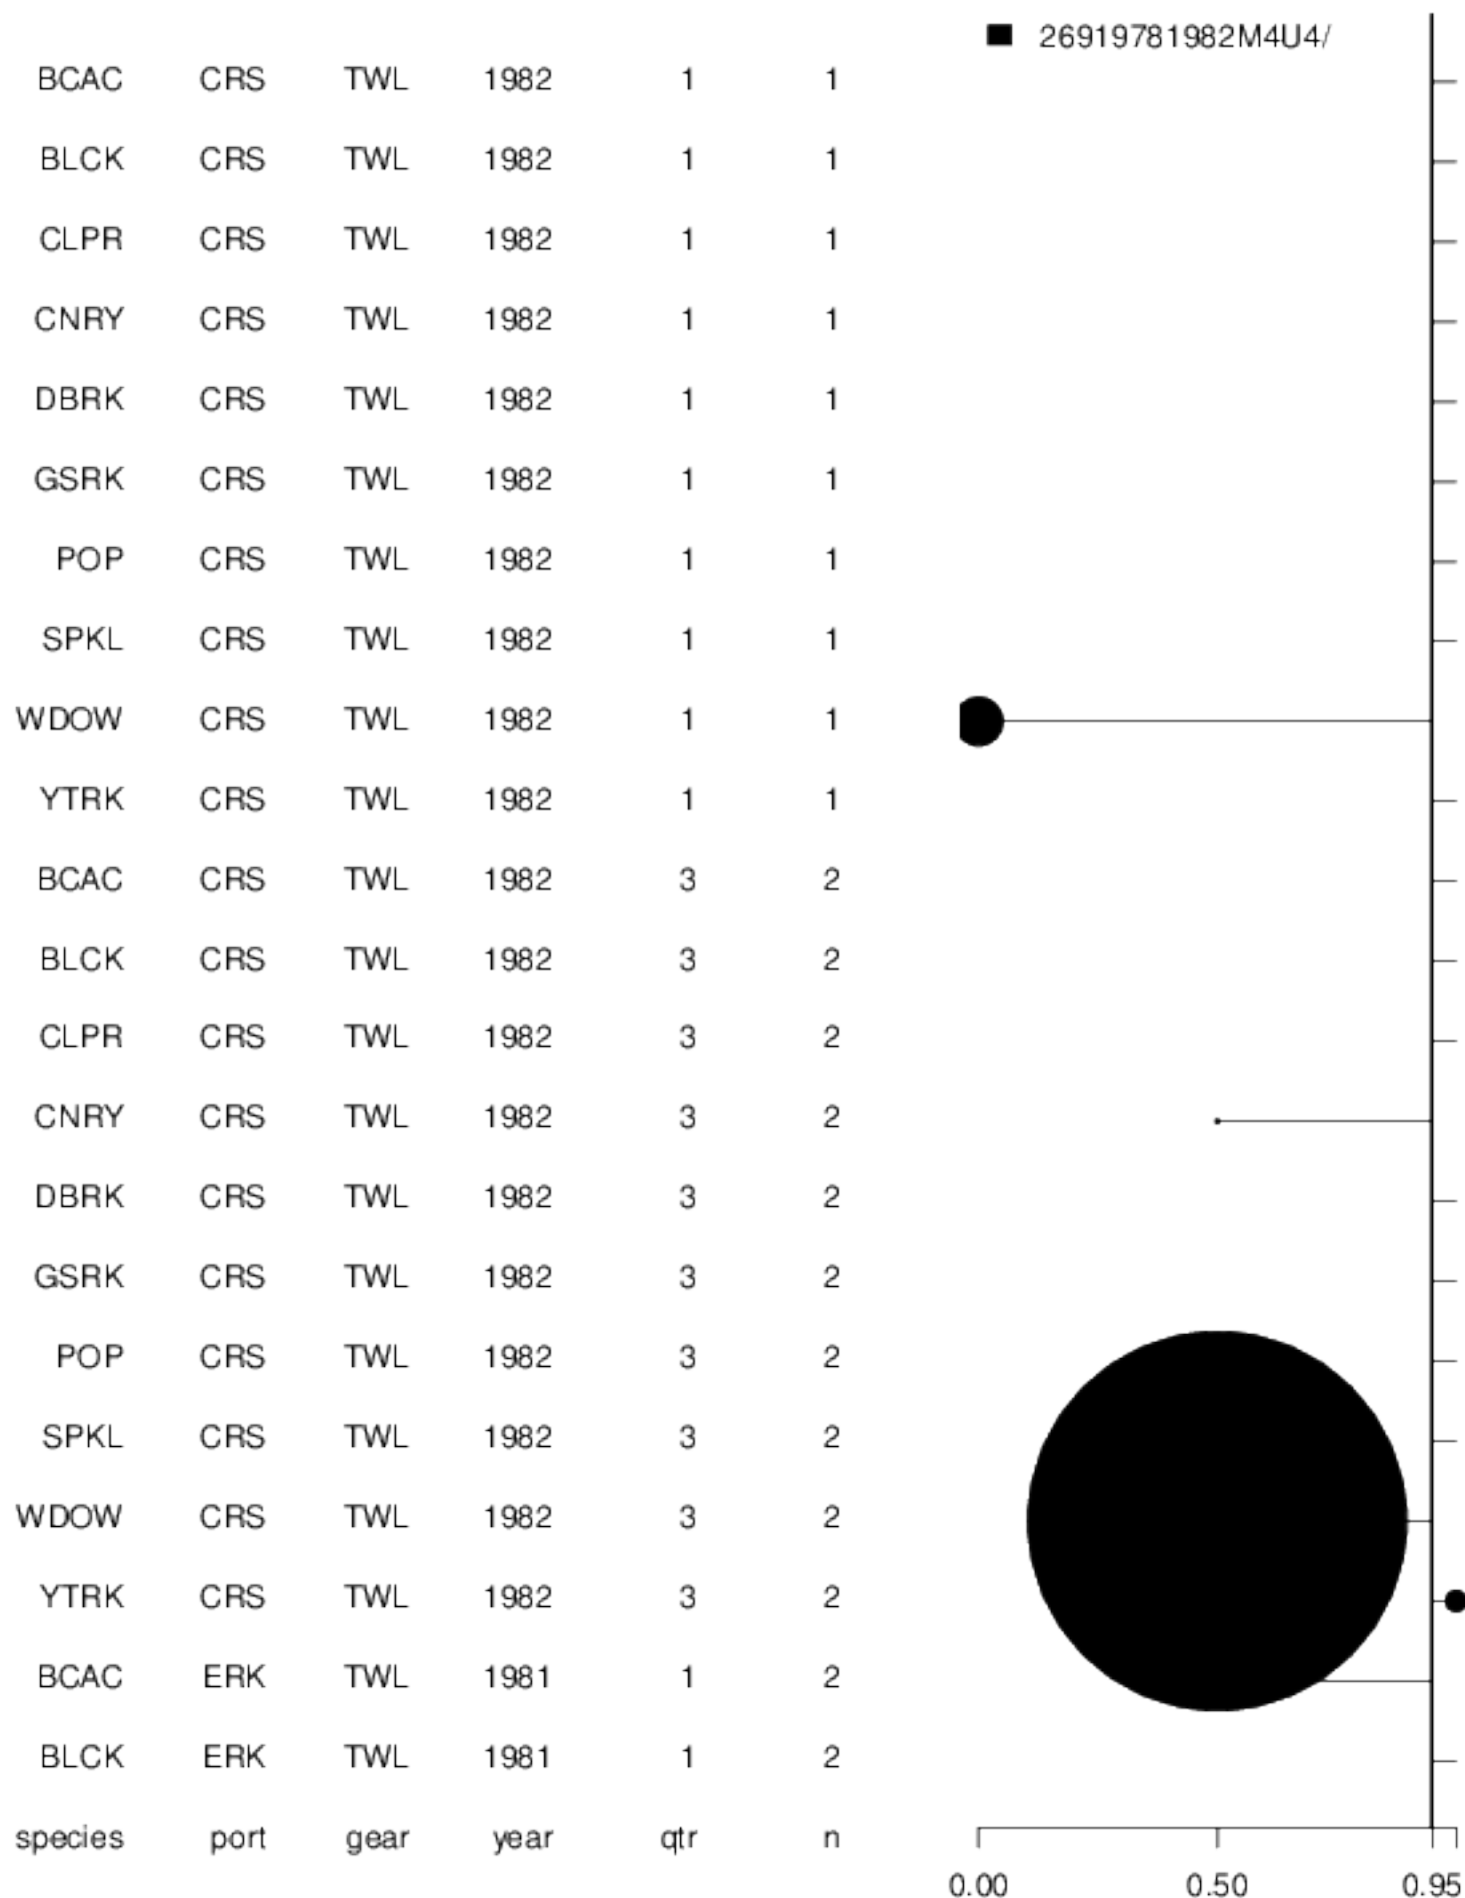 26919781982M4U4/
BCAC CRS TWL 1982 1 1
BLCK CRS TWL 1982 1 1
CLPR CRS TWL 1982 1 1
CNRY CRS TWL 1982 1 1
DBRK CRS TWL 1982 1 1
GSRK CRS TWL 1982 1 1
POP CRS TWL 1982 1 1
SPKL CRS TWL 1982 1 1
WDOW CRS TWL 1982 1 1
YTRK CRS TWL 1982 1 1
BCAC CRS TWL 1982 3 2
BLCK CRS TWL 1982 3 2
CLPR CRS TWL 1982 3 2
CNRY CRS TWL 1982 3 2
DBRK CRS TWL 1982 3 2
GSRK CRS TWL 1982 3 2
POP CRS TWL 1982 3 2
SPKL CRS TWL 1982 3 2
WDOW CRS TWL 1982 3 2
YTRK CRS TWL 1982 3 2
BCAC ERK TWL 1981 1 2
BLCK ERK TWL 1981 1 2
species port gear year qtr n
0.00 0.50 0.95